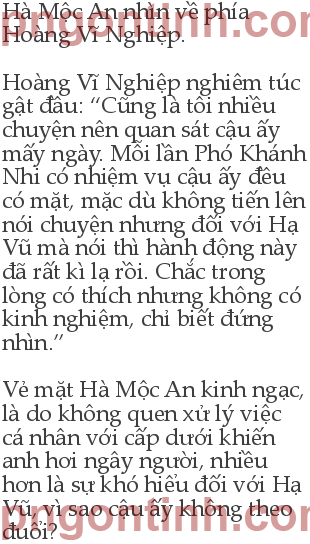 Hà Mộc An nhìn về phía
Hoàng Vĩ Nghiệp.
Hoàng Vĩ Nghiệp nghiêm túc
gật đầu: “Cũng là tôi nhiều
chuyện nên quan sát cậu ấy
mấy ngày. Mỗi lần Phó Khánh
Nhi có nhiệm vụ cậu ấy đều
có mặt, mặc dù không tiến lên
nói chuyện nhưng đối với Hạ
Vũ mà nói thì hành động này
đã rất kì lạ rồi. Chắc trong
lòng có thích nhưng không có
kinh nghiệm, chỉ biết đứng
nhìn.”
Vẻ mặt Hà Mộc An kinh ngạc,
là do không quen xử lý việc
cá nhân với cấp dưới khiến
anh hơi ngây người, nhiều
hơn là sự khó hiểu đối với Hạ
Vũ, vì sao cậu ấy không theo
đuổi?